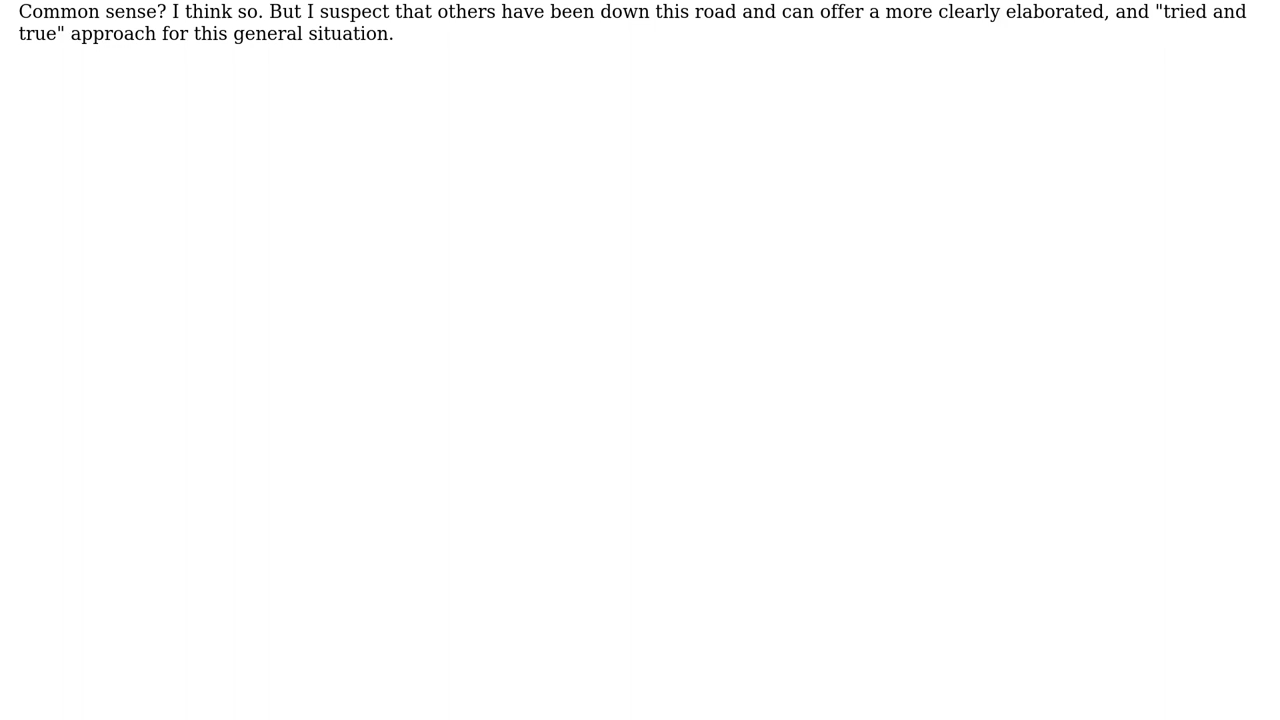 Common sense? I think so. But I suspect that others have been down this road and can offer a more clearly elaborated, and "tried and
true" approach for this general situation.